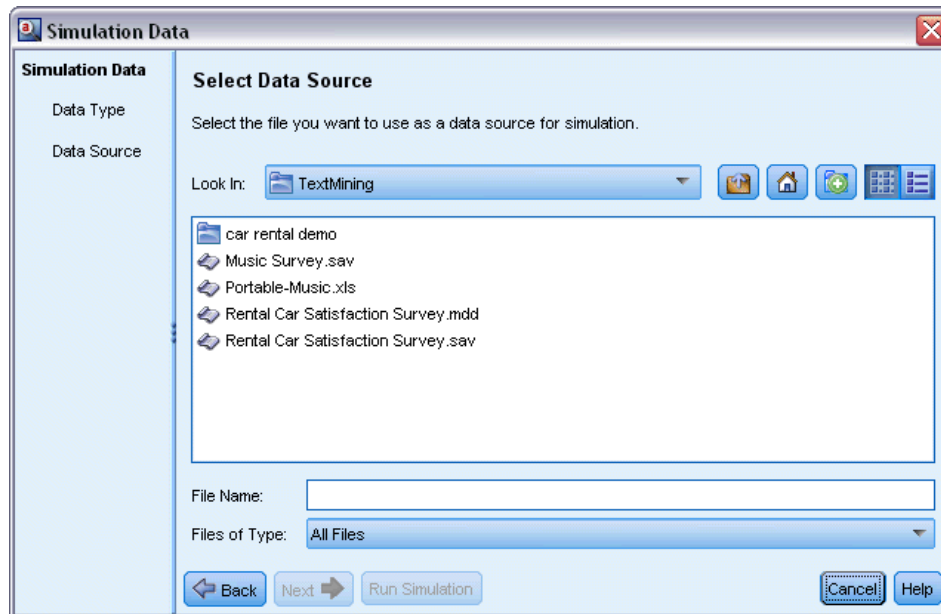 Simulation Data
Simulation Data
Data Type
Data Source
Select Data Source
Select the file you want to use as a data source for simulation.
Look In: TextMining
car rental demo
Music Survey.sav
Portable-Music.xls
Rental Car Satisfaction Survey.mdd
Rental Car Satisfaction Survey.sav
File Name:
Files of Type: All Files
Back Next Run Simulation Cancel Help